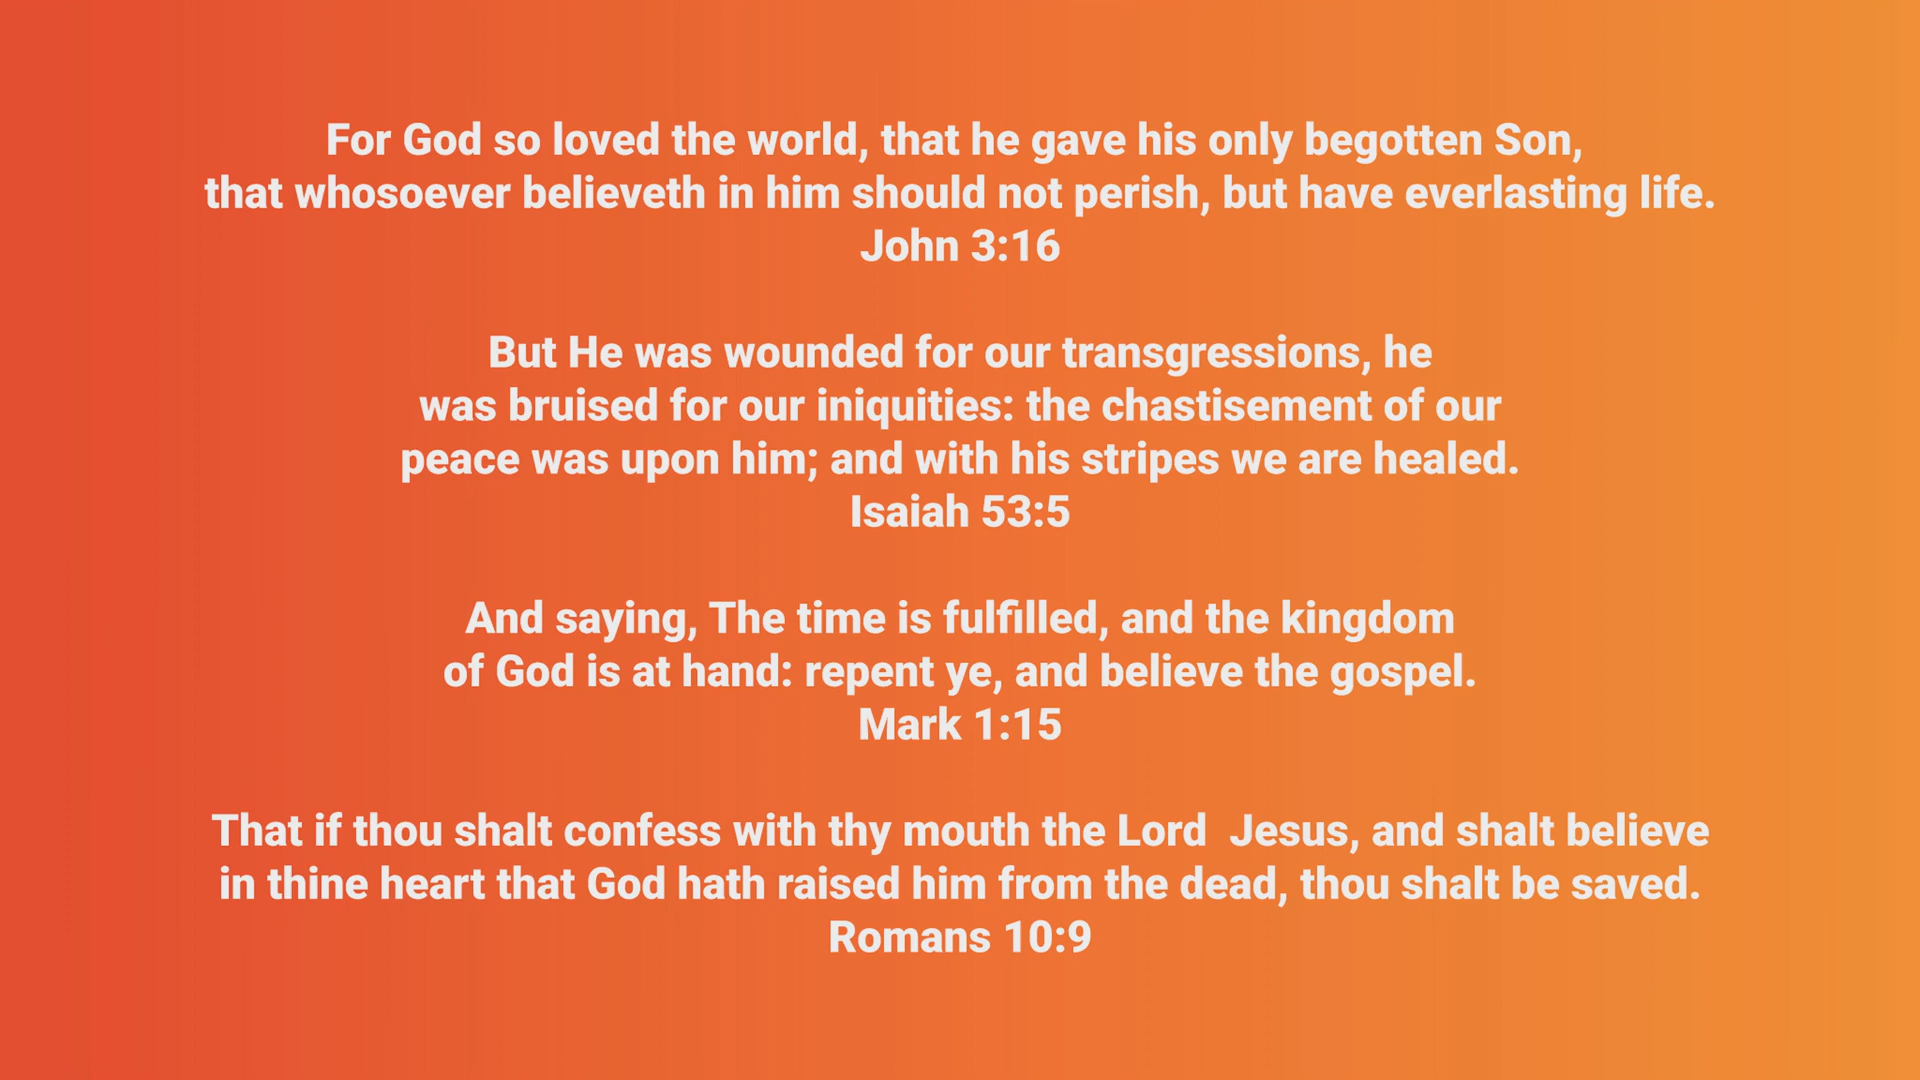 For God so loved the world, that he gave his only begotten Son,
that whosoever believeth in him should not perish, but have everlasting life.
John 3:16
But He was wounded for our transgressions, he
was bruised for our iniquities: the chastisement of our
peace was upon him; and with his stripes we are healed.
Isaiah 53:5
And saying, The time is fulfilled, and the kingdom
of God is at hand: repent ye, and believe the gospel.
Mark 1:15
That if thou shalt confess with thy mouth the Lord  Jesus, and shalt believe
in thine heart that God hath raised him from the dead, thou shalt be saved.
Romans 10:9